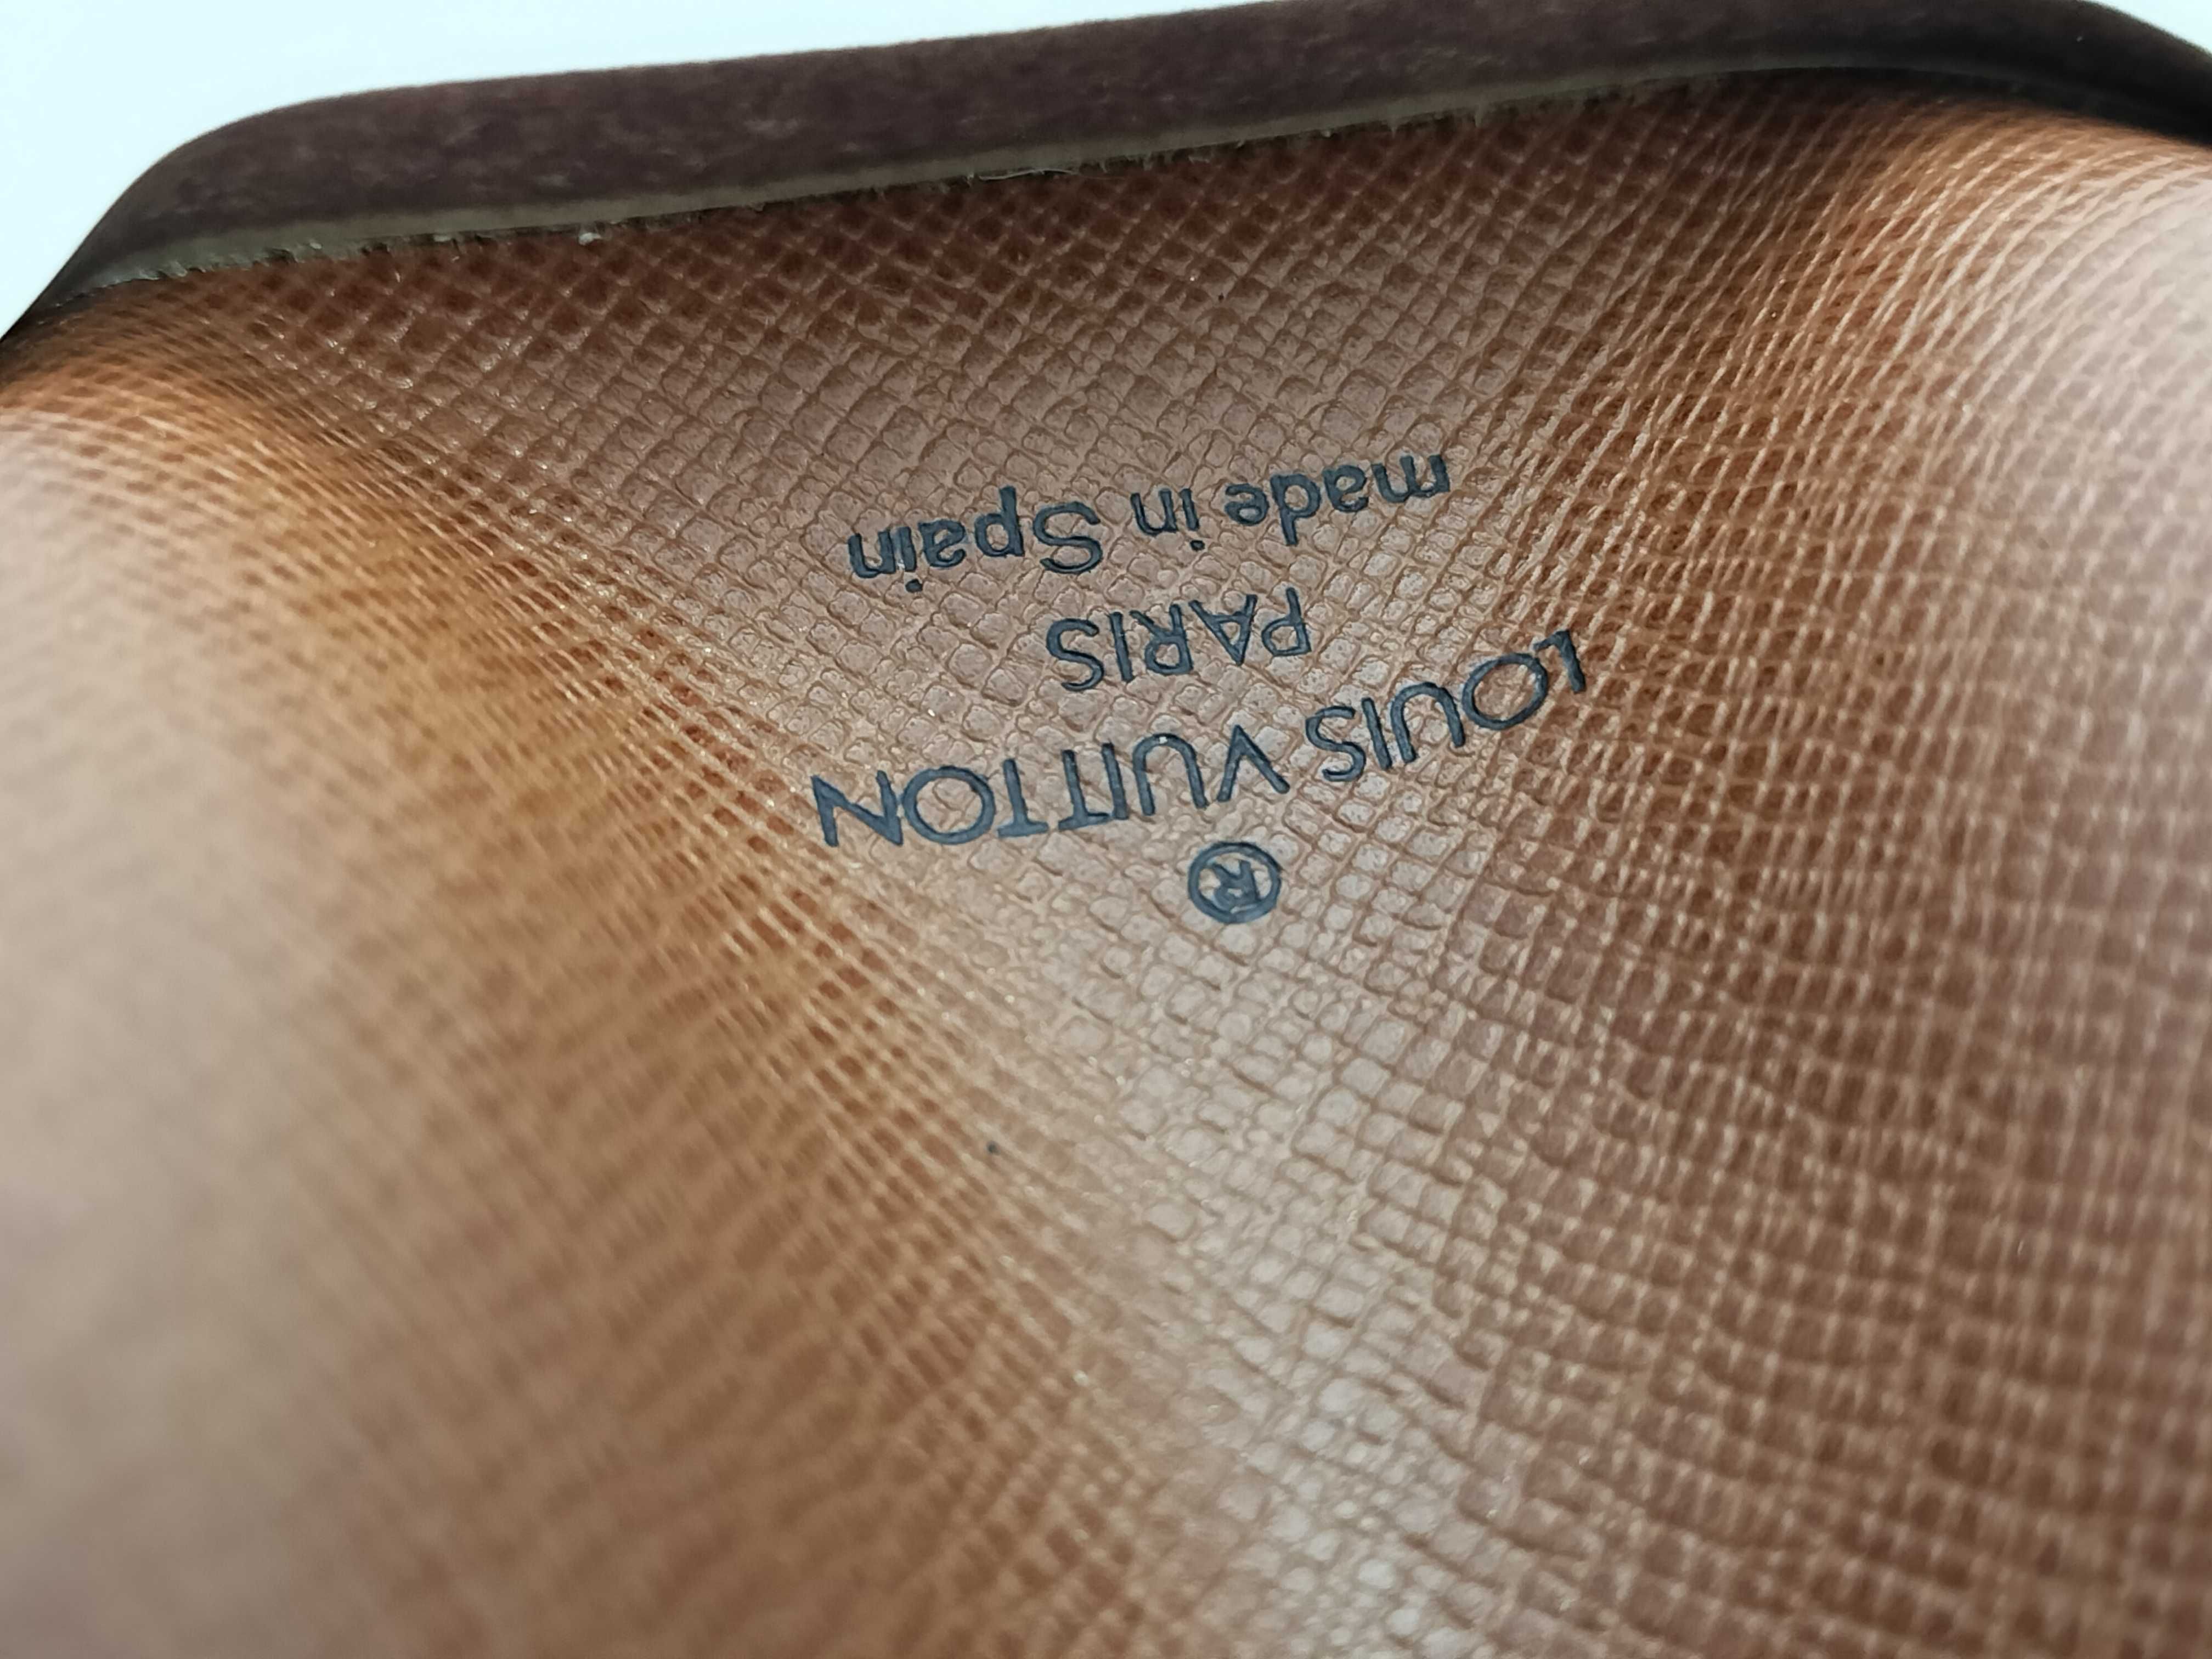 ®
LOUIS VUITTON
PARIS
made in Spain